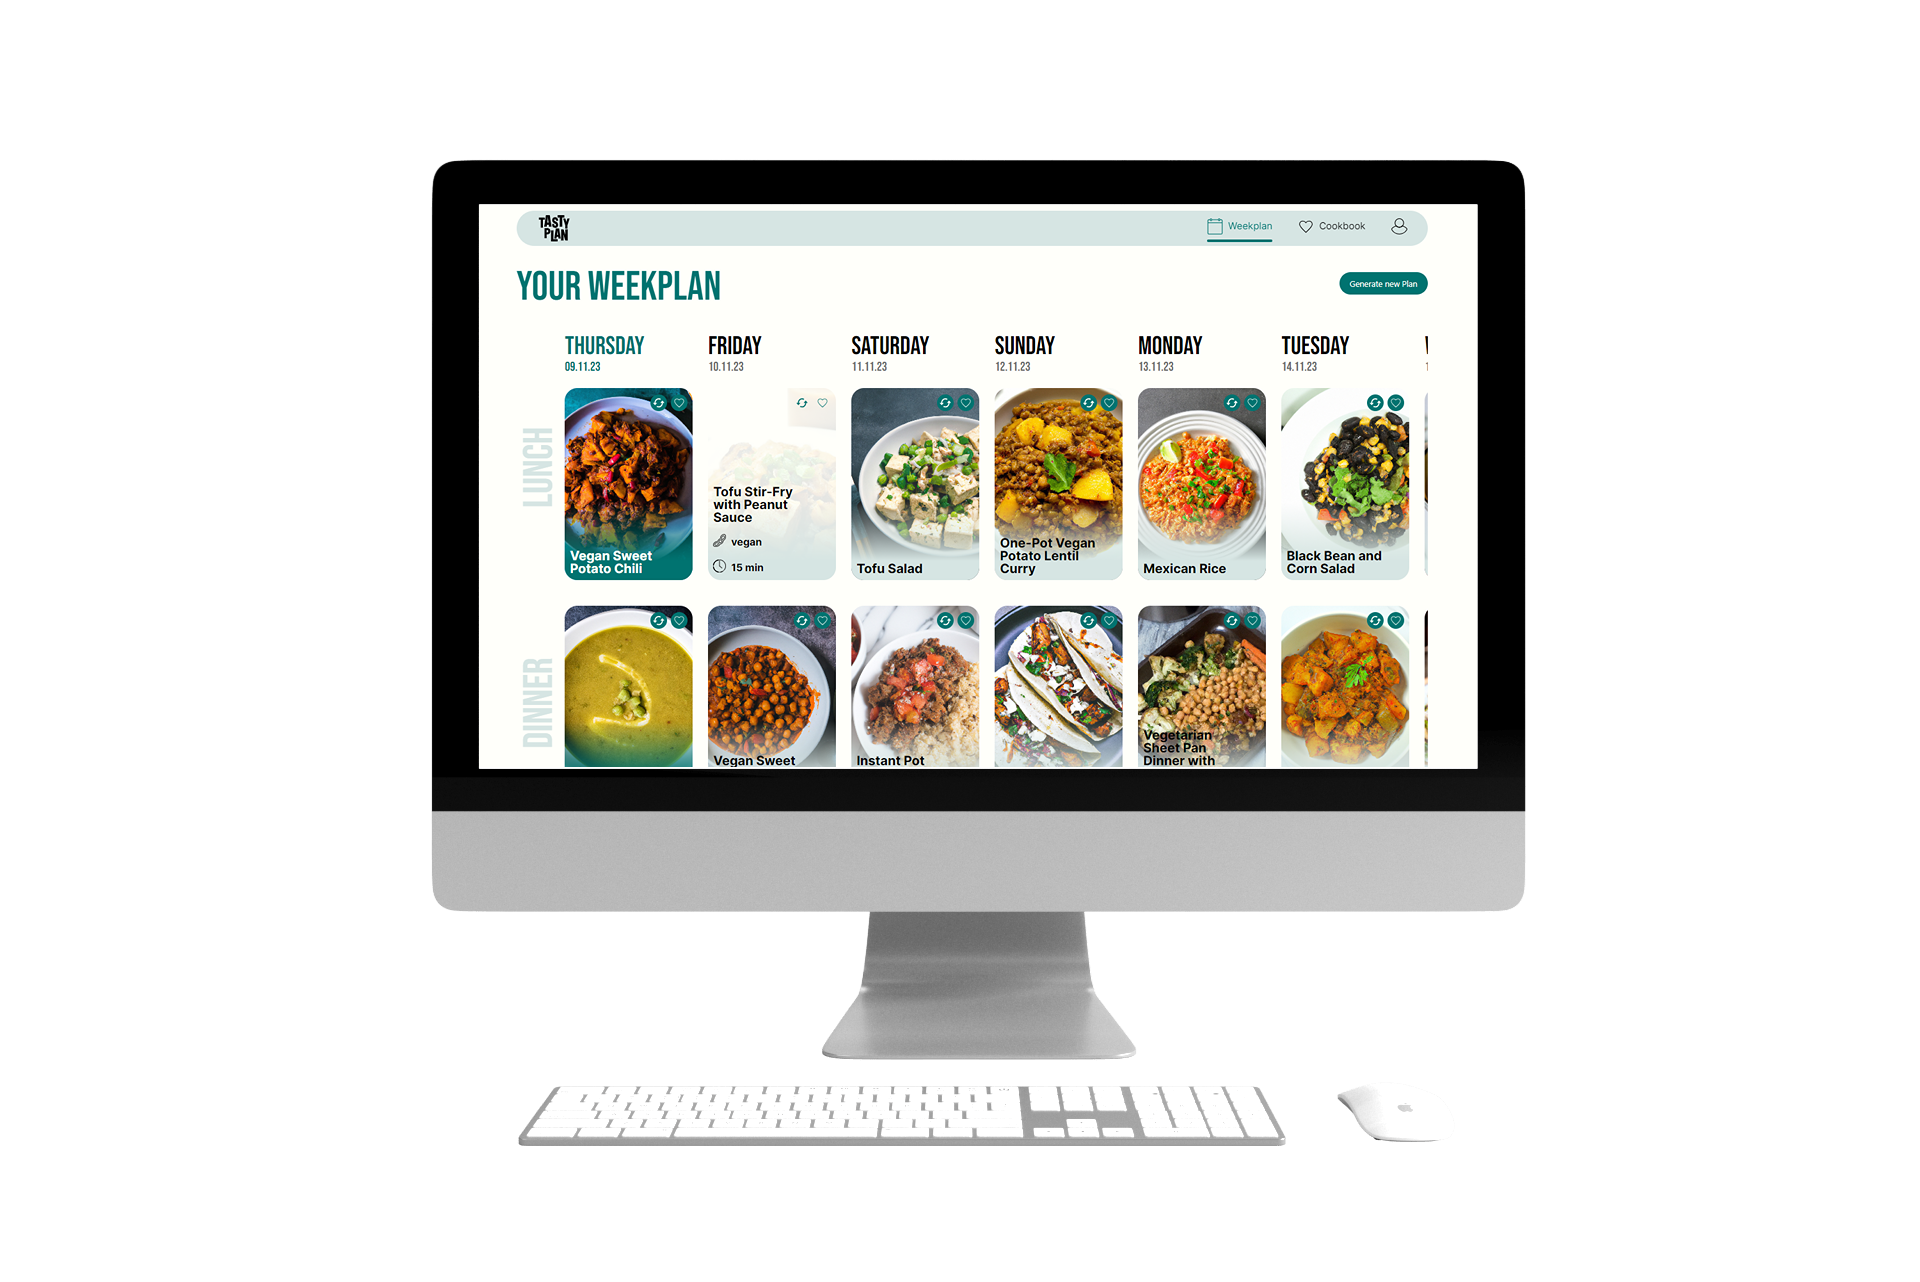 TASTY
PLAN
Weekplan
Cookbook
YOUR WEEKPLAN
Generate new Plan
THURSDAY
09.11.23
FRIDAY
10.11.23
SATURDAY
11.11.23
SUNDAY
12.11.23
MONDAY
13.11.23
TUESDAY
14.11.23
LUNCH
Vegan Sweet
Potato Chili
Tofu Stir-Fry
with Peanut
Sauce
vegan
15 min
Tofu Salad
One-Pot Vegan
Potato Lentil
Curry
Mexican Rice
Black Bean and
Corn Salad
DINNER
Vegan Sweet
Instant Pot
Vegetarian
Sheet Pan
Dinner with